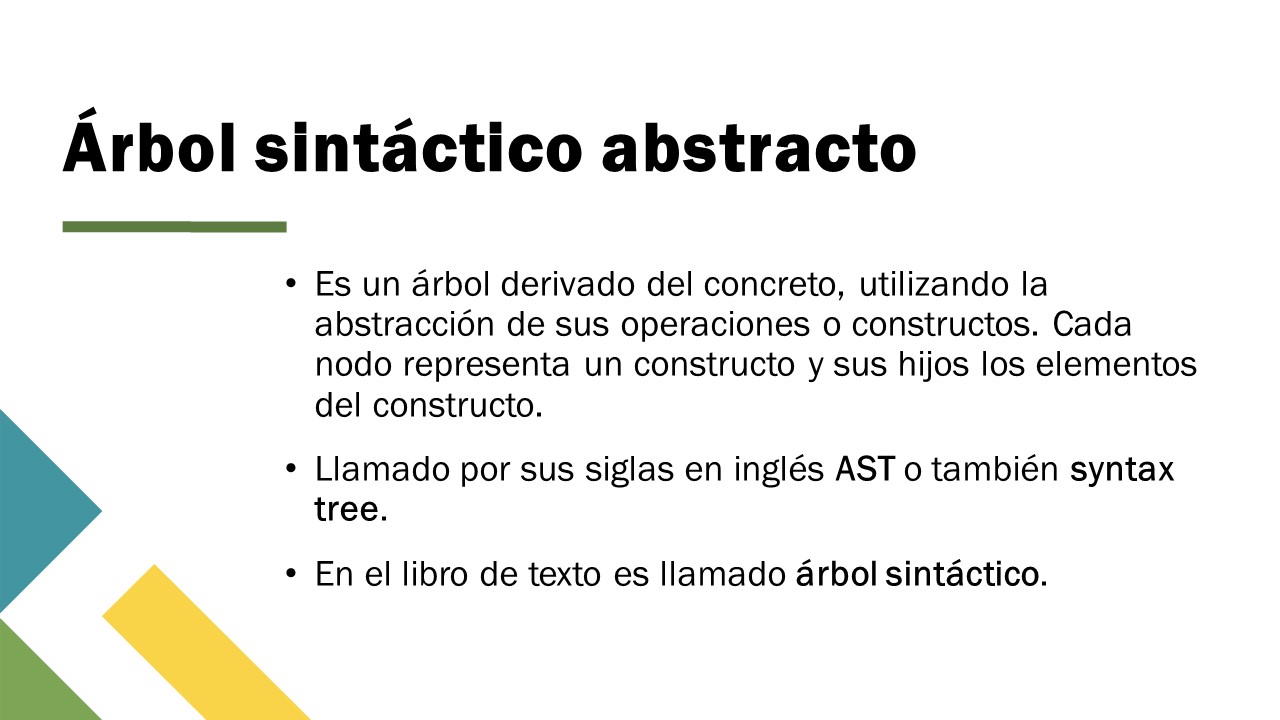 Árbol sintáctico abstracto
• Es un árbol derivado del concreto, utilizando la
abstracción de sus operaciones o constructos. Cada
nodo representa un constructo y sus hijos los elementos
del constructo.
• Llamado por sus siglas en inglés AST o también syntax
tree.
• En el libro de texto es llamado árbol sintáctico.